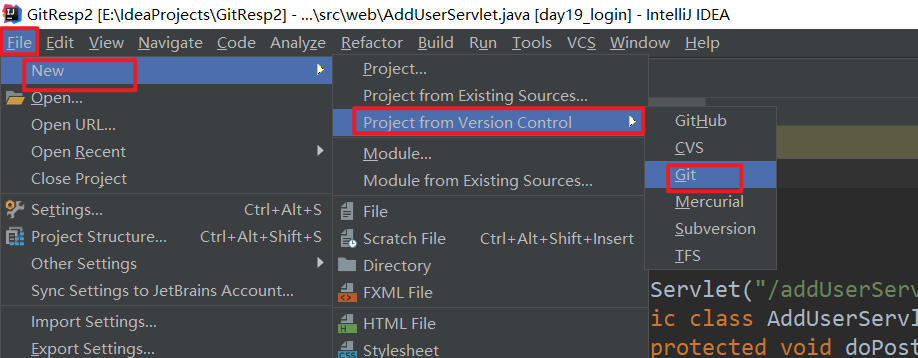 GitResp2 [E:\IdeaProjects\GitResp2] - ...\src\web\AddUserServlet.java [day19_login] - IntelliJ IDEA
File Edit View Navigate Code Analyze Refactor Build Run Tools VCS Window Help
New
Open...
Open URL...
Open Recent
Close Project
Settings... Ctrl+Alt+S
Project Structure... Ctrl+Alt+Shift+S
Other Settings
Sync Settings to JetBrains Account...
Import Settings...
Export Settings...
Project...
Project from Existing Sources...
Project from Version Control
Module...
Module from Existing Sources...
File
Scratch File Ctrl+Alt+Shift+Insert
Directory
FXML File
HTML File
Stylesheet
GitHub
CVS
Git
Mercurial
Subversion
TFS
Servlet("/addUserServ
ic class AddUserServl
protected void doPost